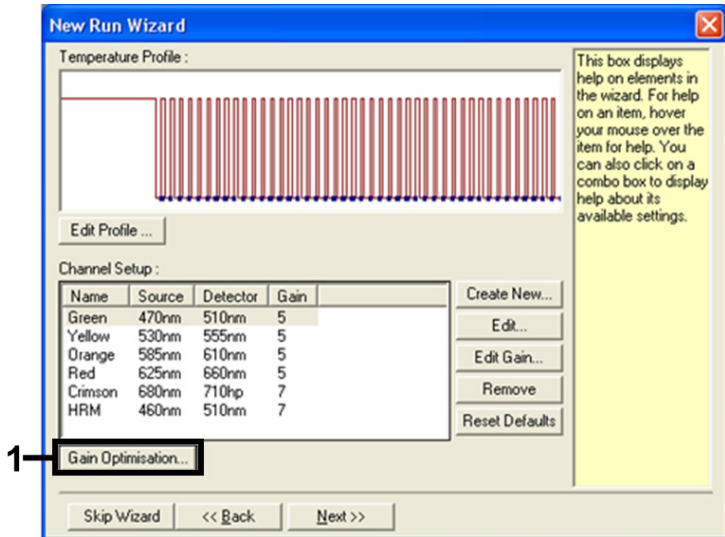 New Run Wizard
Temperature Profile :
This box displays
help on elements in
the wizard. For help
on an item, hover
your mouse over the
item for help. You
can also click on a
combo box to display
help about its
available settings.
Edit Profile ...
Channel Setup :
Name Source Detector Gain
Green 470nm 510nm 5
Yellow 530nm 555nm 5
Orange 585nm 610nm 5
Red 625nm 660nm 5
Crimson 680nm 710hp 7
HRM 460nm 510nm 7
Create New...
Edit...
Edit Gain...
Remove
Reset Defaults
1
Gain Optimisation...
Skip Wizard
<< Back
Next >>